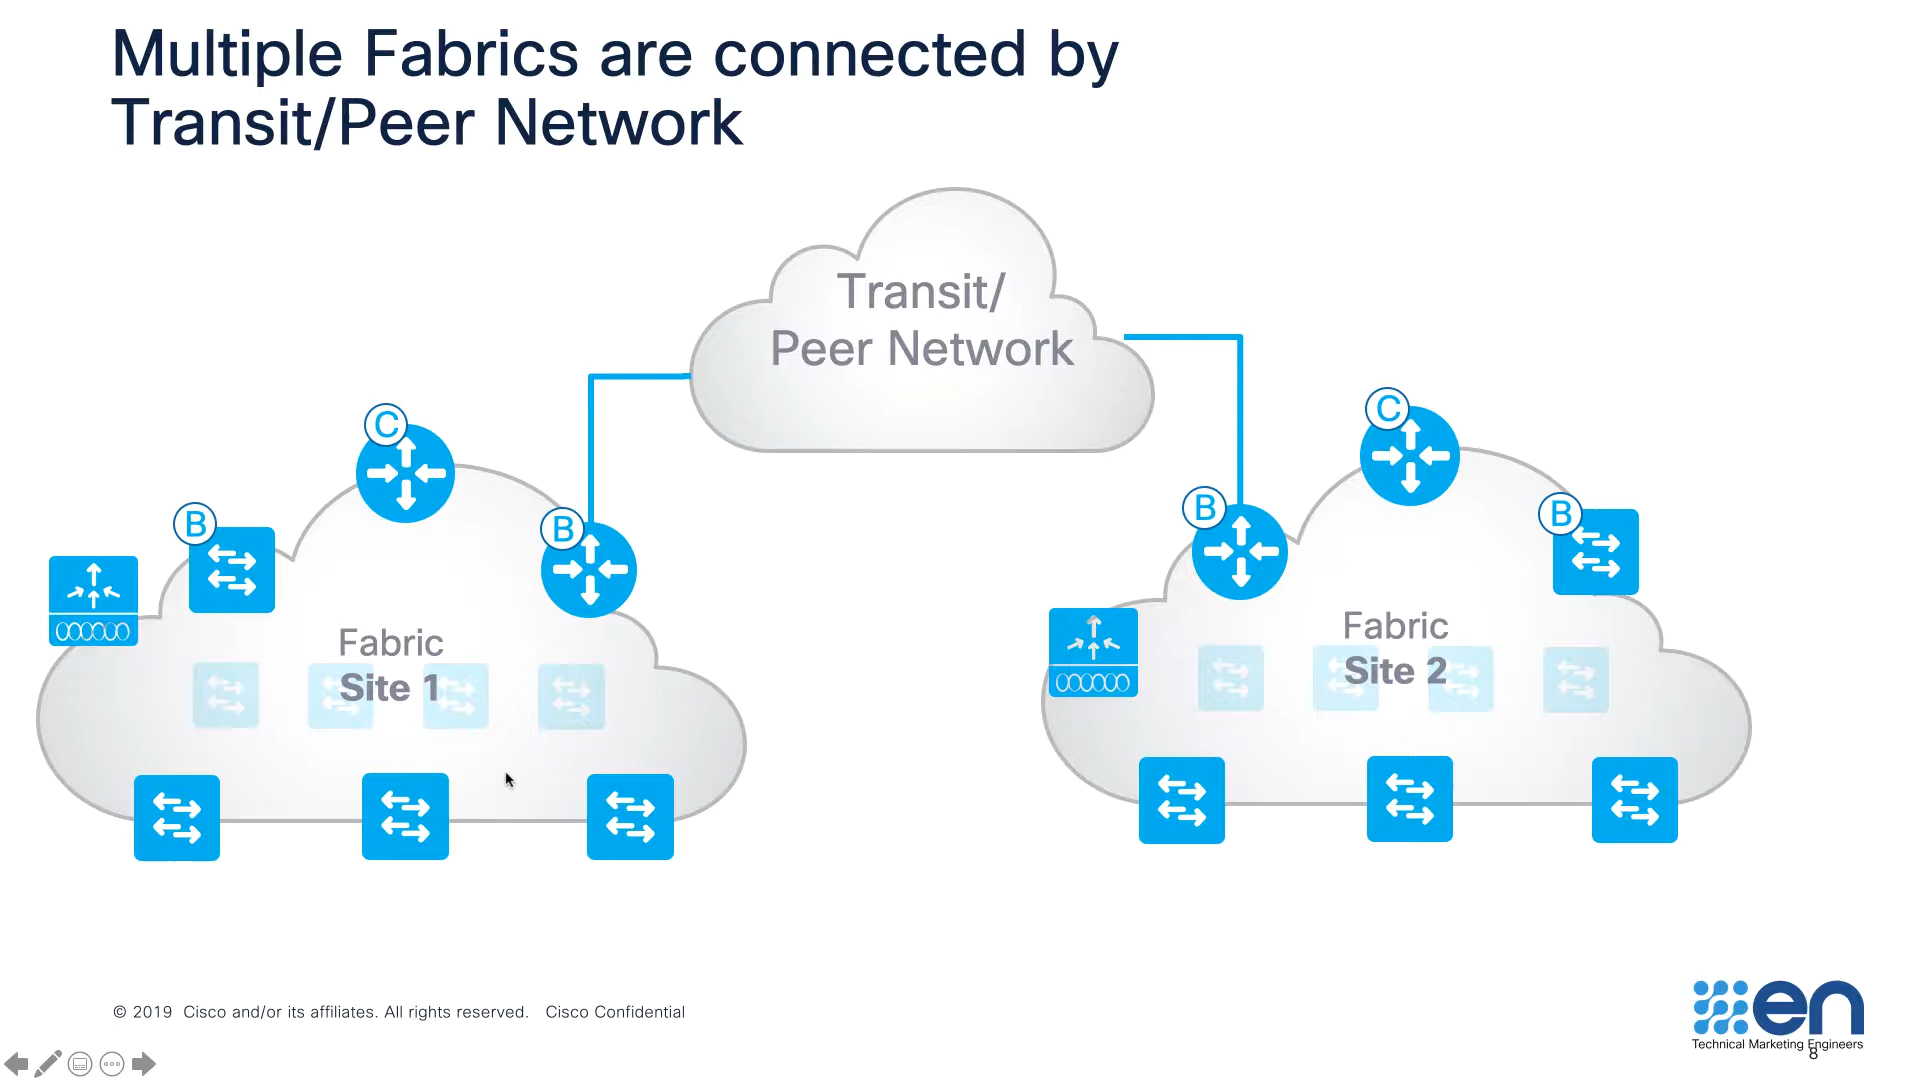 Multiple Fabrics are connected by
Transit/Peer Network
Transit/
Peer Network
C
B
B
Fabric
Site 1
C
B
B
Fabric
Site 2
© 2019 Cisco and/or its affiliates. All rights reserved. Cisco Confidential
en
Technical Marketing Engineers
8